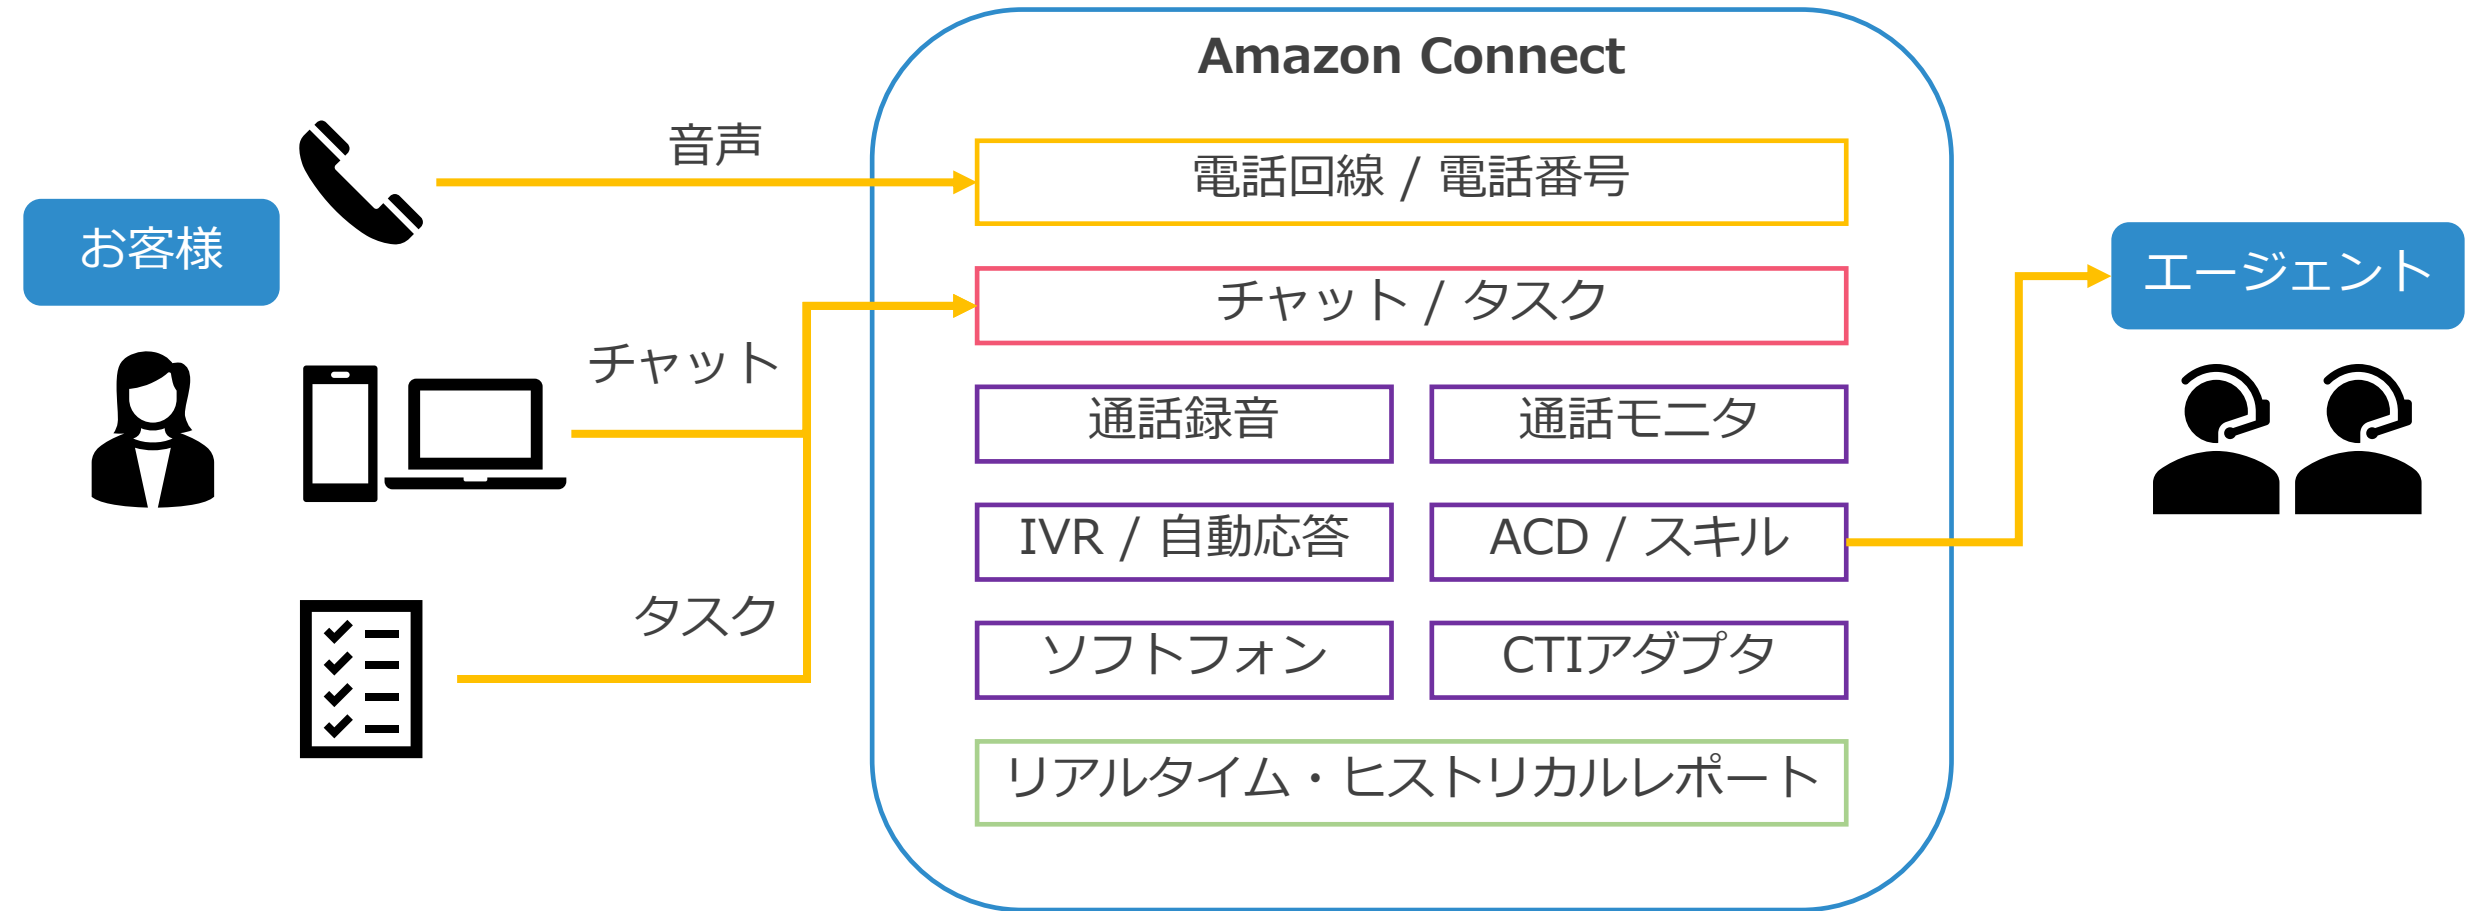 Amazon Connect
お客様
音声
チャット
タスク
電話回線 / 電話番号
チャット / タスク
通話録音
通話モニタ
IVR / 自動応答
ACD / スキル
ソフトフォン
CTIアダプタ
リアルタイム・ヒストリカルレポート
エージェント